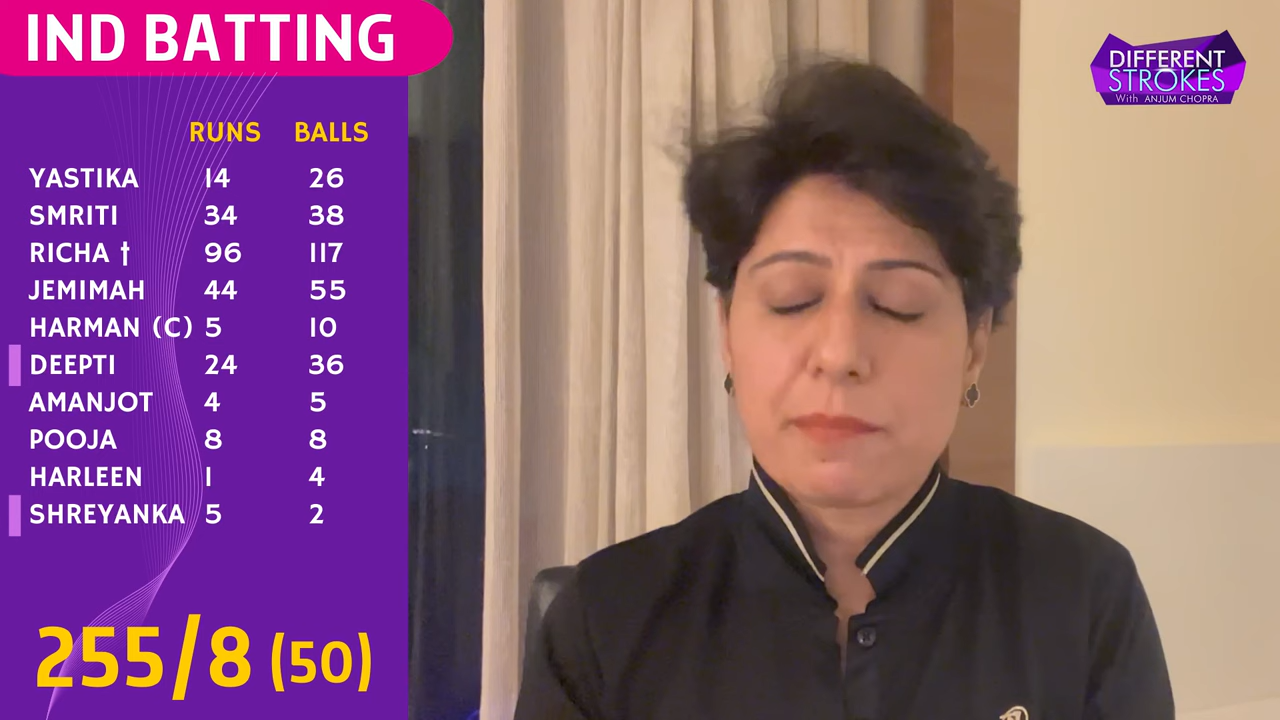 IND BATTING
RUNS BALLS
YASTIKA 14 26
SMRITI 34 38
RICHA † 96 117
JEMIMAH 44 55
HARMAN (C) 5 10
DEEPTI 24 36
AMANJOT 4 5
POOJA 8 8
HARLEEN 1 4
SHREYANKA 5 2
255/8 (50)
DIFFERENT
STROKES
With ANJUM CHOPRA